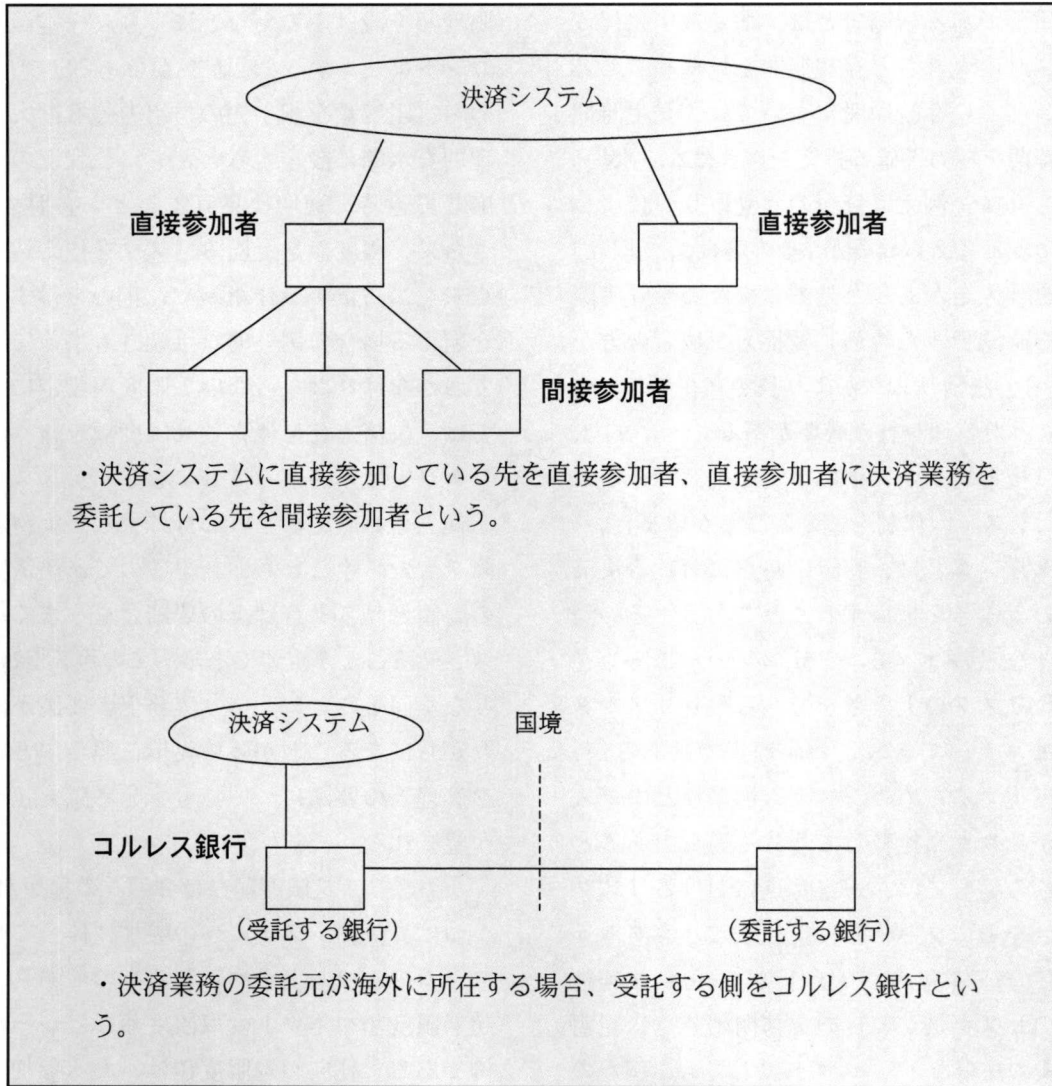 決済システム
直接参加者
直接参加者
間接参加者
・決済システムに直接参加している先を直接参加者、直接参加者に決済業務を
委託している先を間接参加者という。
決済システム
国境
コルレス銀行
(受託する銀行)
(委託する銀行)
・決済業務の委託元が海外に所在する場合、受託する側をコルレス銀行とい
う。